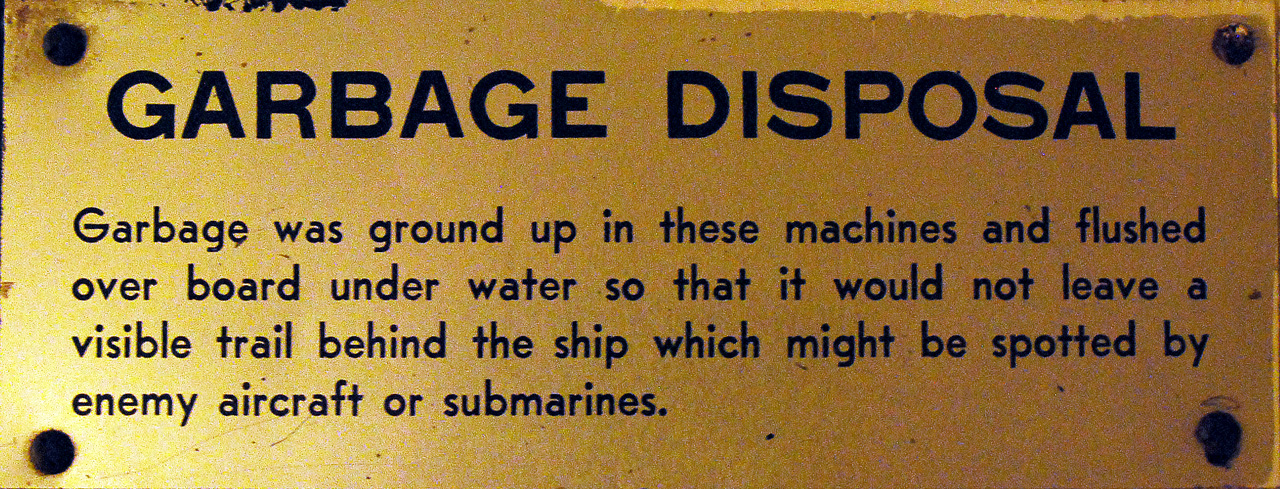 GARBAGE DISPOSAL
Garbage was ground up in these machines and flushed
over board under water so that it would not leave a
visible trail behind the ship which might be spotted by
enemy aircraft or submarines.